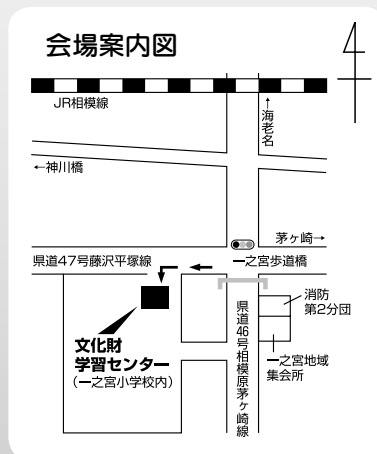 会場案内図
JR相模線
↑海老名
←神川橋
茅ヶ崎→
県道47号藤沢平塚線
一之宮歩道橋
消防
第2分団
県道46号相模原茅ヶ崎線
文化財
学習センター
(一之宮小学校内)
一之宮地域
集会所